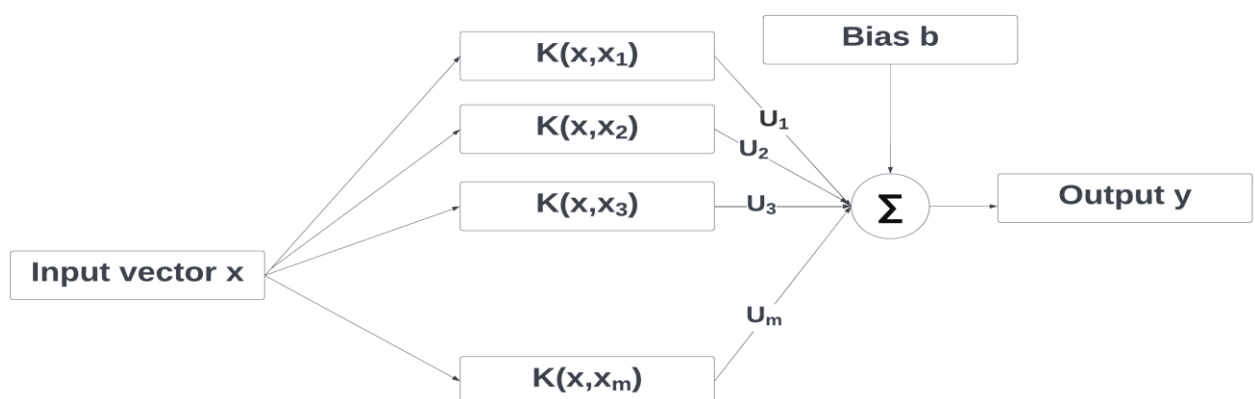 Bias b
K(x,x₁)
K(x,x₂)
K(x,x₃)
K(x,xₘ)
U₁
U₂
U₃
Uₘ
Σ
Output y
Input vector x